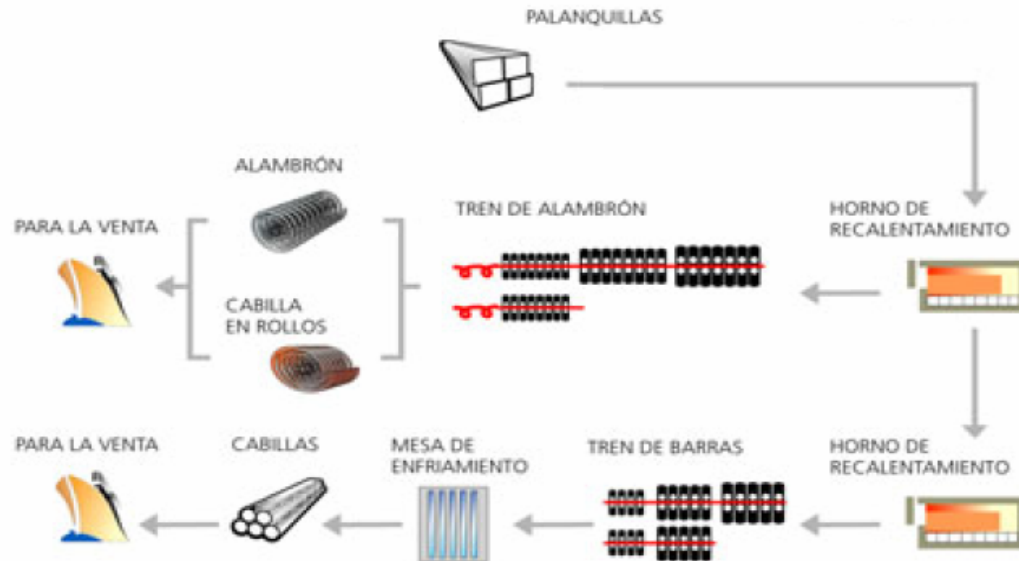 PALANQUILLAS
ALAMBRÓN
TREN DE ALAMBRÓN
HORNO DE
RECALENTAMIENTO
PARA LA VENTA
CABILLA
EN ROLLOS
PARA LA VENTA
CABILLAS
MESA DE
ENFRIAMIENTO
TREN DE BARRAS
HORNO DE
RECALENTAMIENTO